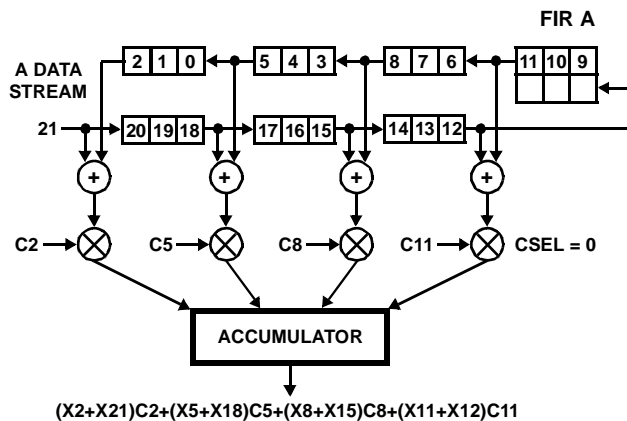 FIR A
2 1 0 5 4 3 8 7 6 11 10 9
A DATA
STREAM
21 20 19 18 17 16 15 14 13 12
+ + + +
C2 C5 C8 C11 CSEL = 0
ACCUMULATOR
(X2+X21)C2+(X5+X18)C5+(X8+X15)C8+(X11+X12)C11